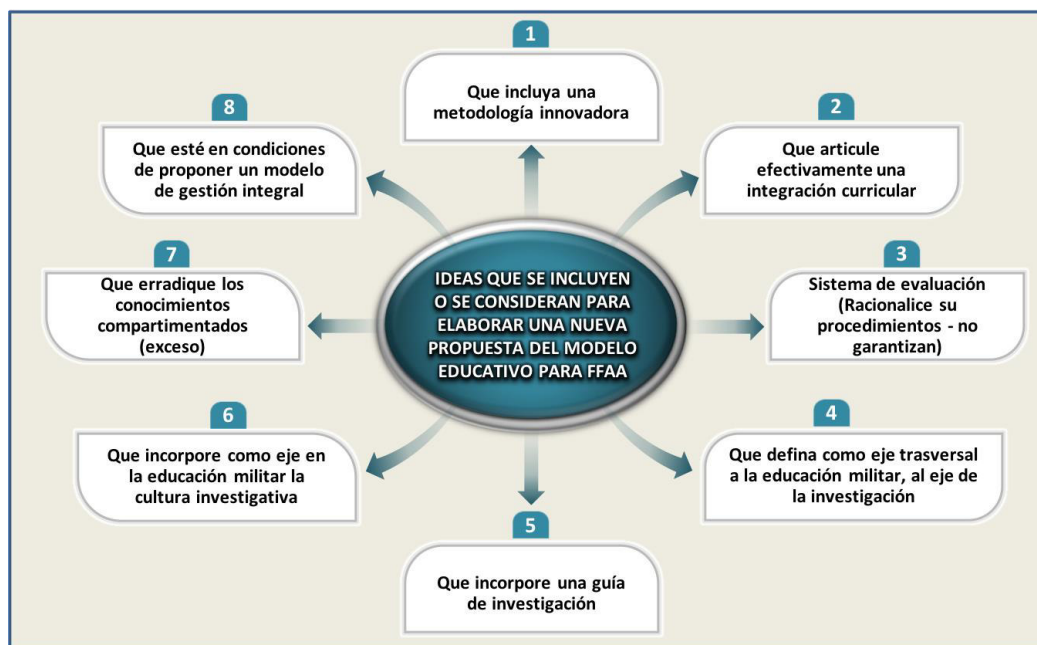 1
Que incluya una
metodología innovadora
2
Que articule
efectivamente una
integración curricular
3
Sistema de evaluación
(Racionalice su
procedimientos - no
garantizan)
4
Que defina como eje trasversal
a la educación militar, al eje de
la investigación
5
Que incorpore una guía
de investigación
6
Que incorpore como eje en
la educación militar la
cultura investigativa
7
Que erradique los
conocimientos
compartimentados
(exceso)
8
Que esté en condiciones
de proponer un modelo
de gestión integral
IDEAS QUE SE INCLUYEN
O SE CONSIDERAN PARA
ELABORAR UNA NUEVA
PROPUESTA DEL MODELO
EDUCATIVO PARA FFAA